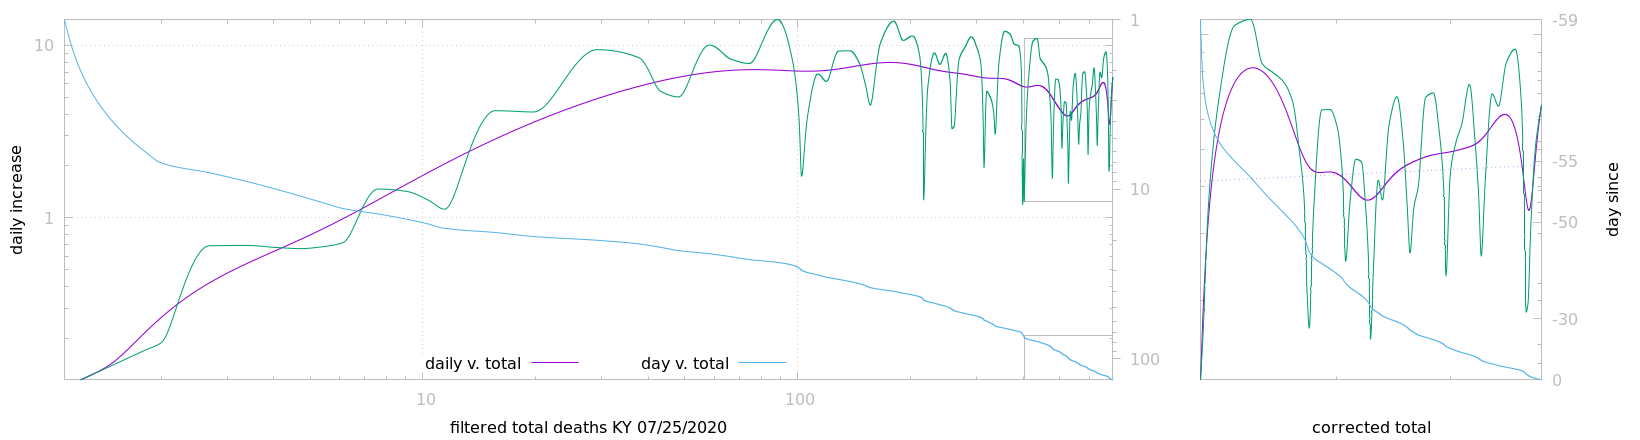 10
1
daily increase
daily v. total
day v. total
10
100
filtered total deaths KY 07/25/2020
1
10
100
-59
-55
-50
-30
0
day since
corrected total